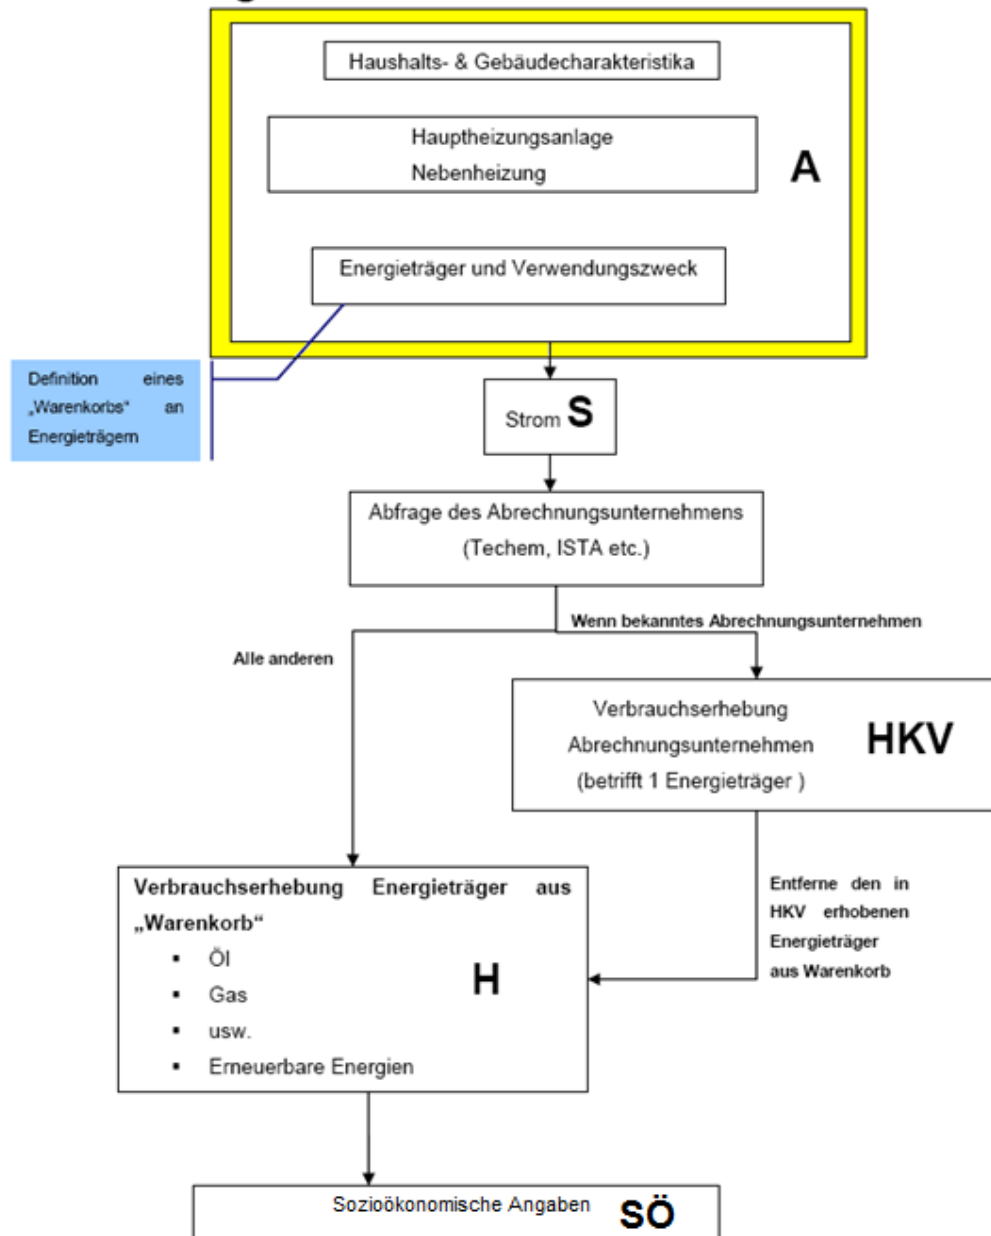 Haushalts- & Gebäudecharakteristika
Hauptheizungsanlage
Nebenheizung
A
Energieträger und Verwendungszweck
Definition eines
„Warenkorbs“ an
Energieträgern
Strom S
Abfrage des Abrechnungsunternehmens
(Techem, ISTA etc.)
Wenn bekanntes Abrechnungsunternehmen
Alle anderen
Verbrauchserhebung
Abrechnungsunternehmen
(betrifft 1 Energieträger )
HKV
Entferne den in
HKV erhobenen
Energieträger
aus Warenkorb
Verbrauchserhebung Energieträger aus
„Warenkorb“
▪ Öl
▪ Gas
▪ usw.
▪ Erneuerbare Energien
H
Sozioökonomische Angaben SÖ